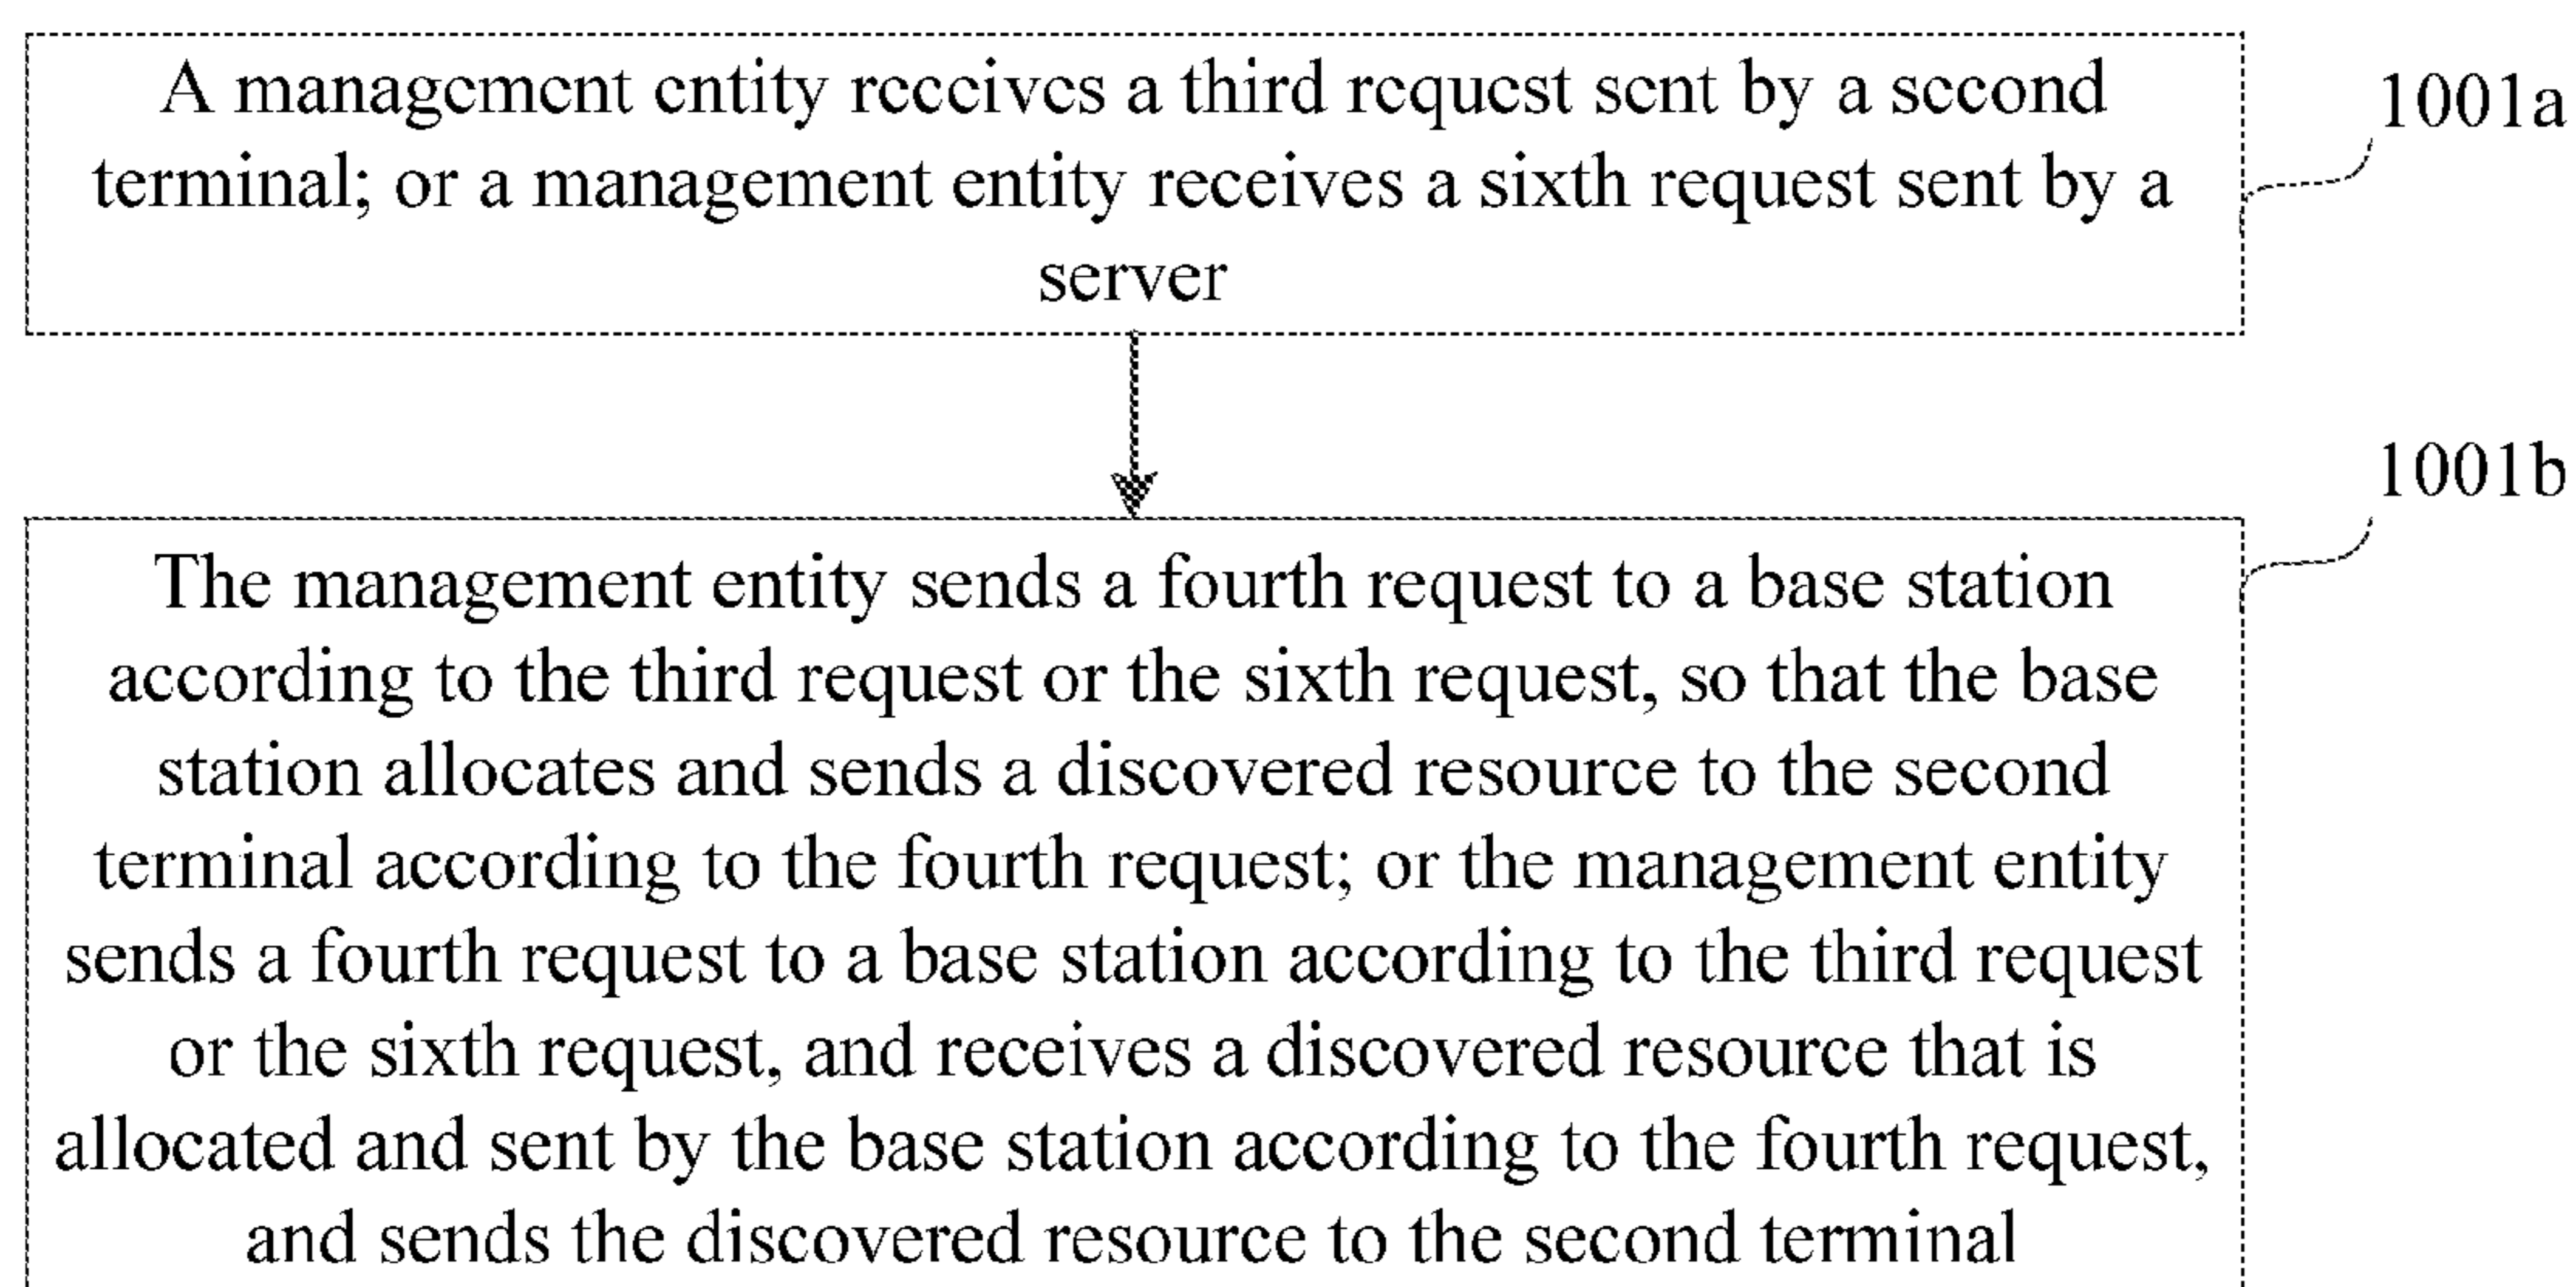 A management entity receives a third request sent by a second
terminal; or a management entity receives a sixth request sent by a
server
1001a
1001b
The management entity sends a fourth request to a base station
according to the third request or the sixth request, so that the base
station allocates and sends a discovered resource to the second
terminal according to the fourth request; or the management entity
sends a fourth request to a base station according to the third request
or the sixth request, and receives a discovered resource that is
allocated and sent by the base station according to the fourth request,
and sends the discovered resource to the second terminal